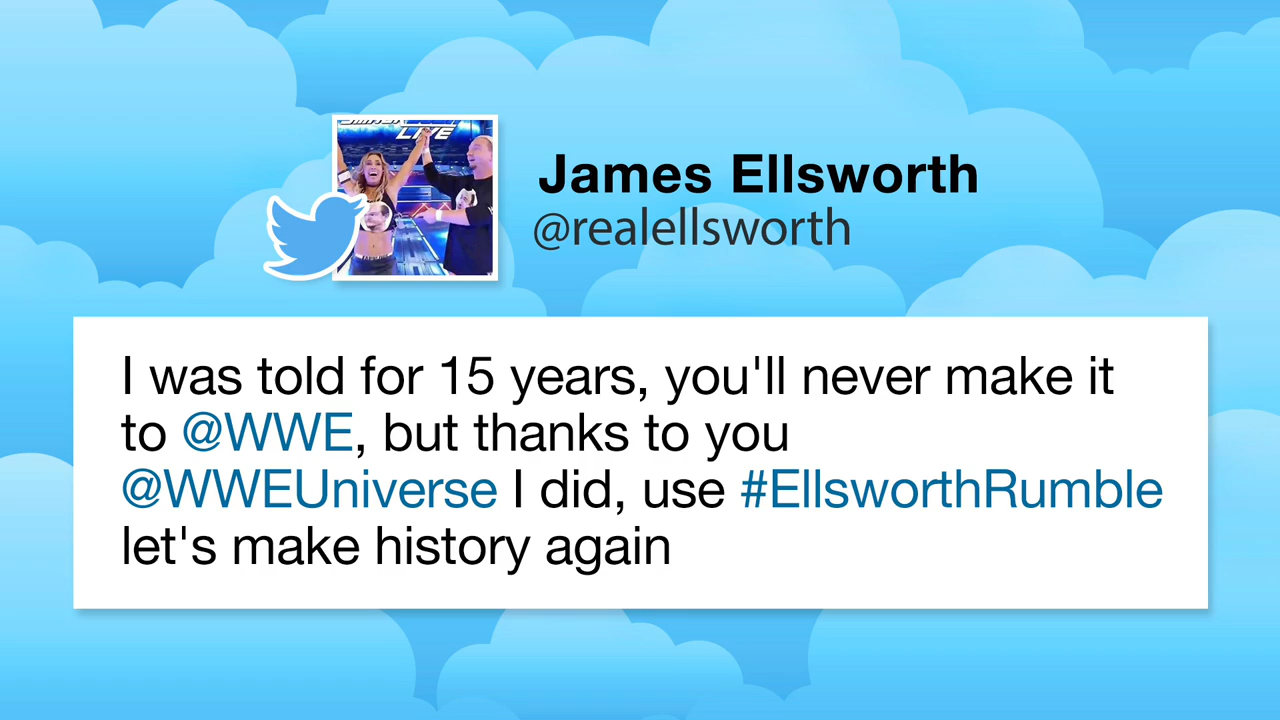 LIVE
James Ellsworth
@realellsworth
I was told for 15 years, you'll never make it
to @WWE, but thanks to you
@WWEUniverse I did, use #EllsworthRumble
let's make history again